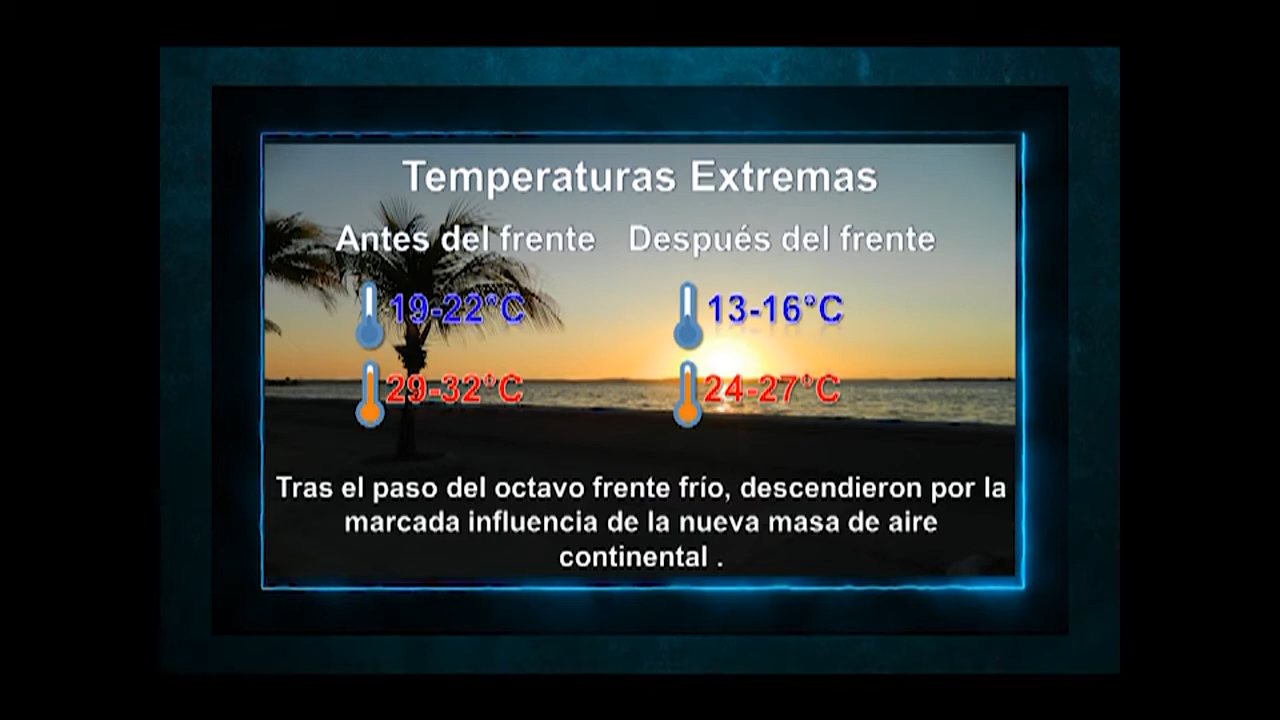 Temperaturas Extremas
Antes del frente Después del frente
19-22°C 13-16°C
29-32°C 24-27°C
Tras el paso del octavo frente frío, descendieron por la
marcada influencia de la nueva masa de aire
continental .